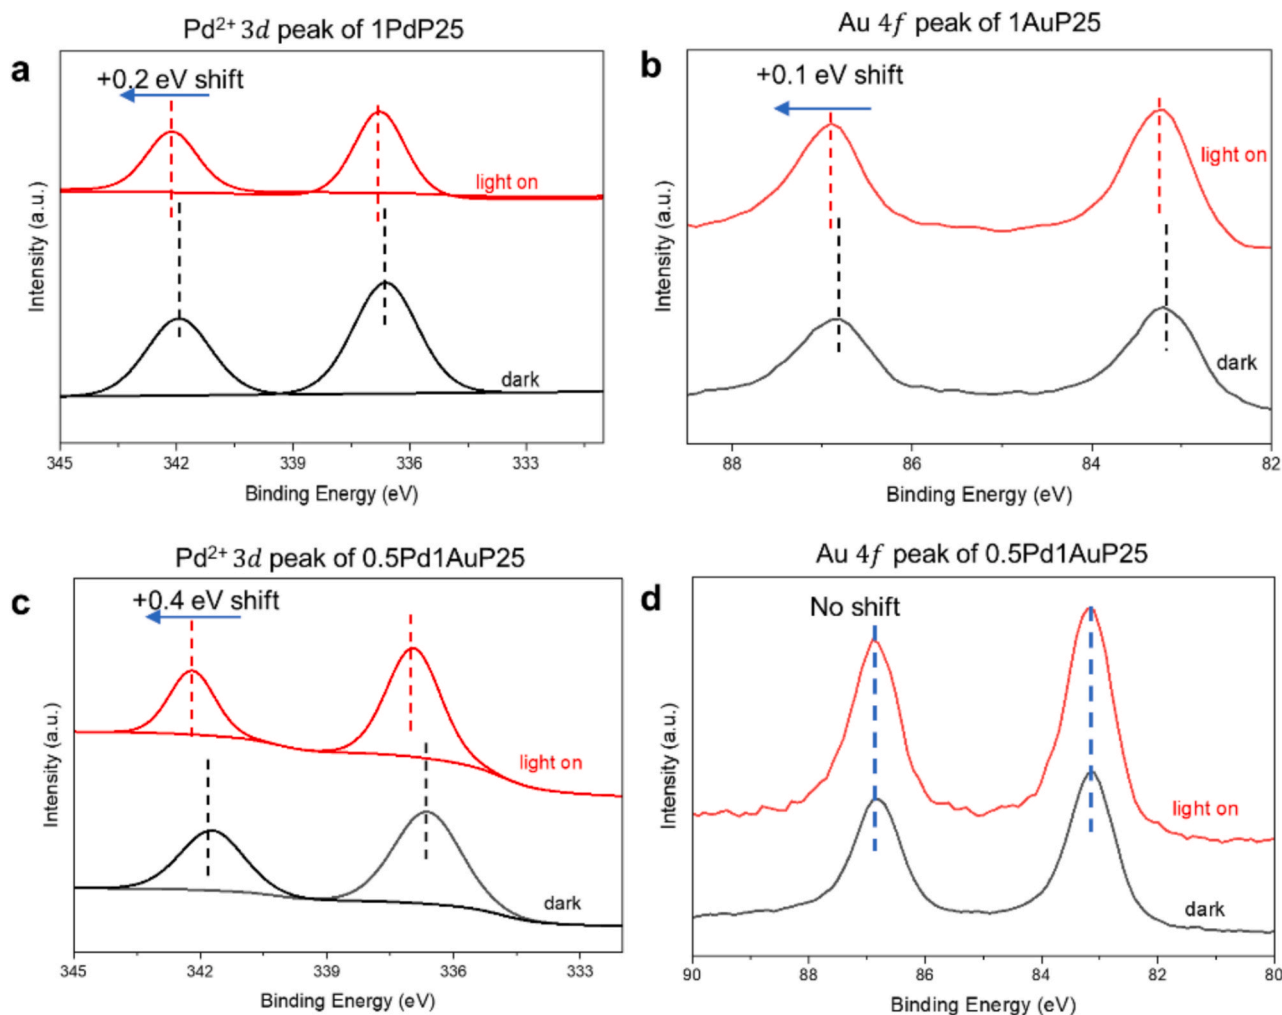 Pd²⁺ 3d peak of 1PdP25
a
+0.2 eV shift
light on
dark
Intensity (a.u.)
345 342 339 336 333
Binding Energy (eV)
Au 4f peak of 1AuP25
b
+0.1 eV shift
light on
dark
Intensity (a.u.)
88 86 84 82
Binding Energy (eV)
Pd²⁺ 3d peak of 0.5Pd1AuP25
c
+0.4 eV shift
light on
dark
Intensity (a.u.)
345 342 339 336 333
Binding Energy (eV)
Au 4f peak of 0.5Pd1AuP25
d
No shift
light on
dark
Intensity (a.u.)
90 88 86 84 82 80
Binding Energy (eV)